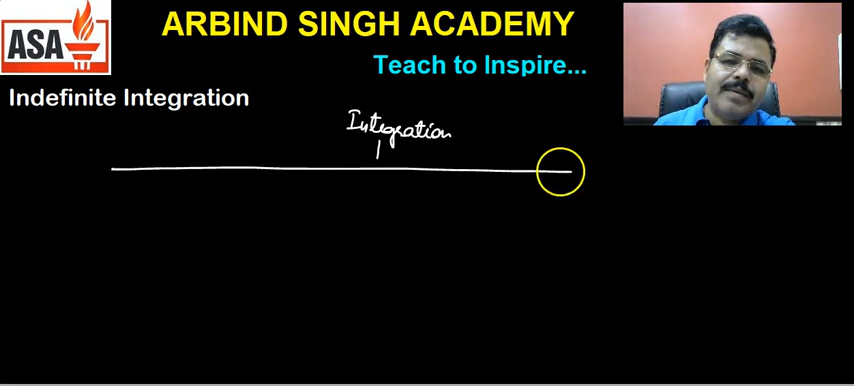 ASA
ARBIND SINGH ACADEMY
Teach to Inspire...
Indefinite Integration
Integration